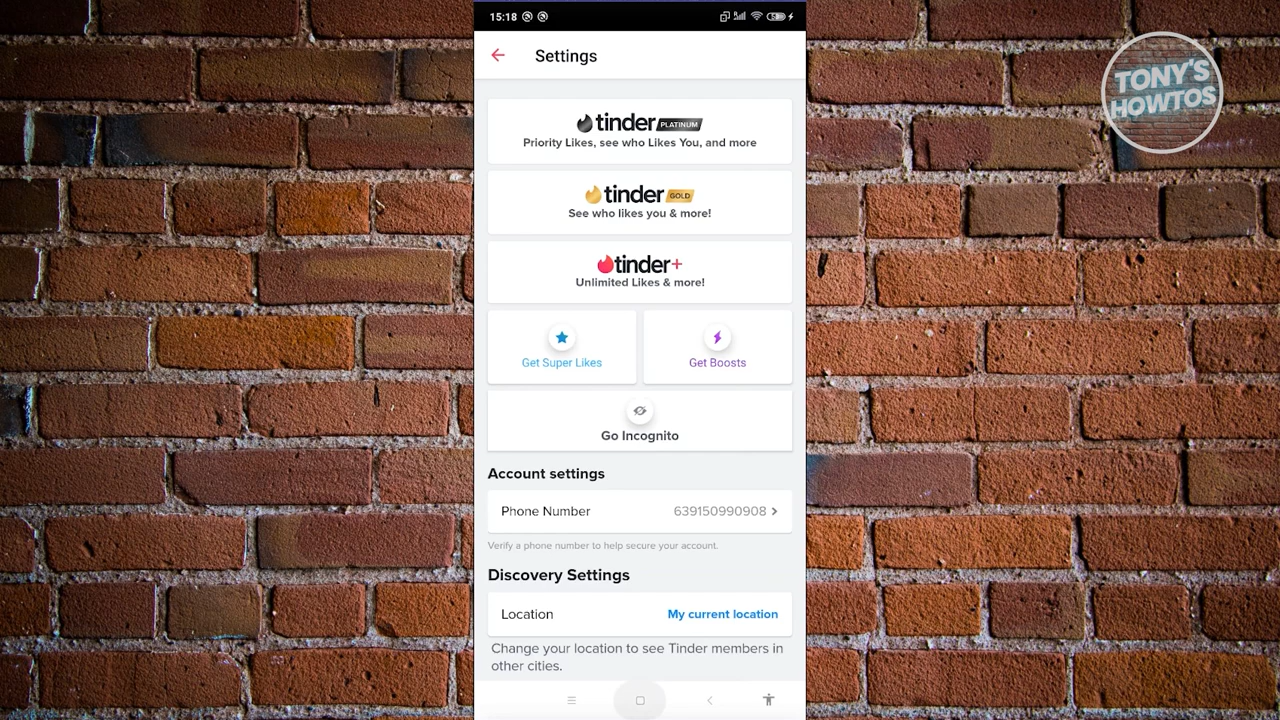 15:18
TONY'S
HOWTOS
Settings
tinder PLATINUM
Priority Likes, see who Likes You, and more
tinder GOLD
See who likes you & more!
tinder+
Unlimited Likes & more!
Get Super Likes
Get Boosts
Go Incognito
Account settings
Phone Number 639150990908 >
Verify a phone number to help secure your account.
Discovery Settings
Location My current location
Change your location to see Tinder members in
other cities.